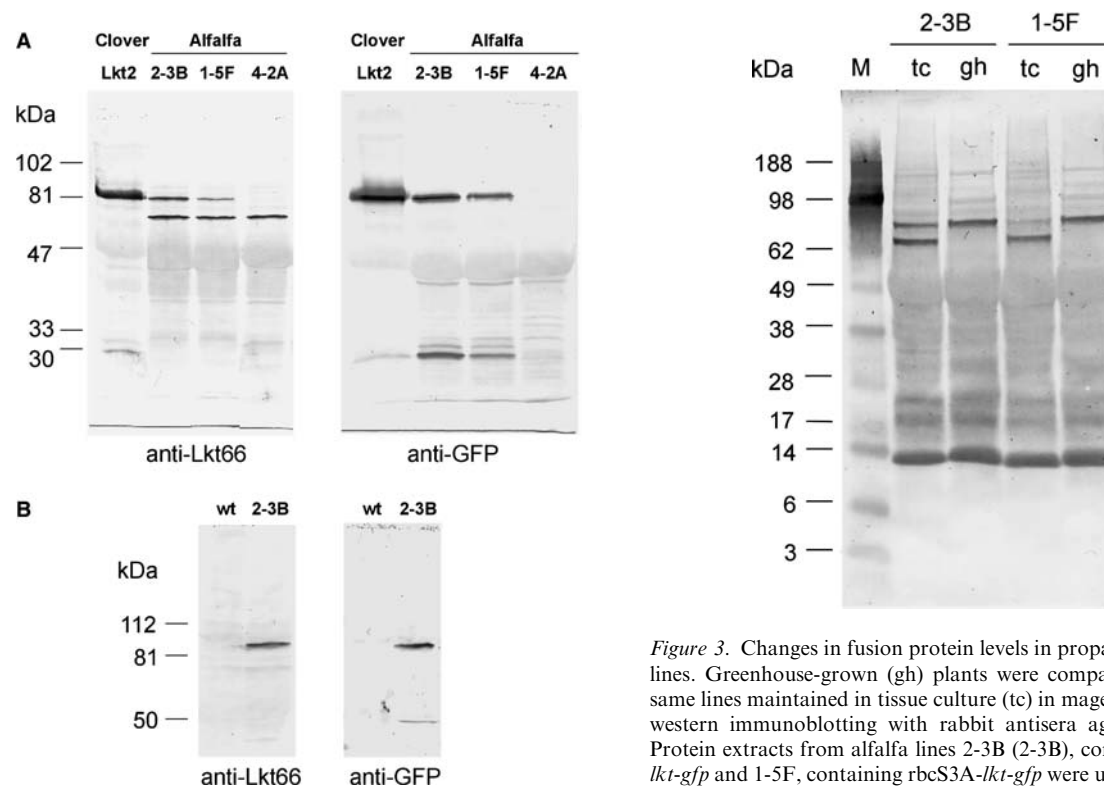 A
Clover Alfalfa
Lkt2 2-3B 1-5F 4-2A
kDa
102
81
47
33
30
anti-Lkt66
Clover Alfalfa
Lkt2 2-3B 1-5F 4-2A
anti-GFP
B
wt 2-3B
kDa
112
81
50
anti-Lkt66
wt 2-3B
anti-GFP
2-3B 1-5F
kDa M tc gh tc gh
188
98
62
49
38
28
17
14
6
3
Figure 3. Changes in fusion protein levels in propa
lines. Greenhouse-grown (gh) plants were compa
same lines maintained in tissue culture (tc) in mage
western immunoblotting with rabbit antisera ag
Protein extracts from alfalfa lines 2-3B (2-3B), co
lkt-gfp and 1-5F, containing rbcS3A-lkt-gfp were u